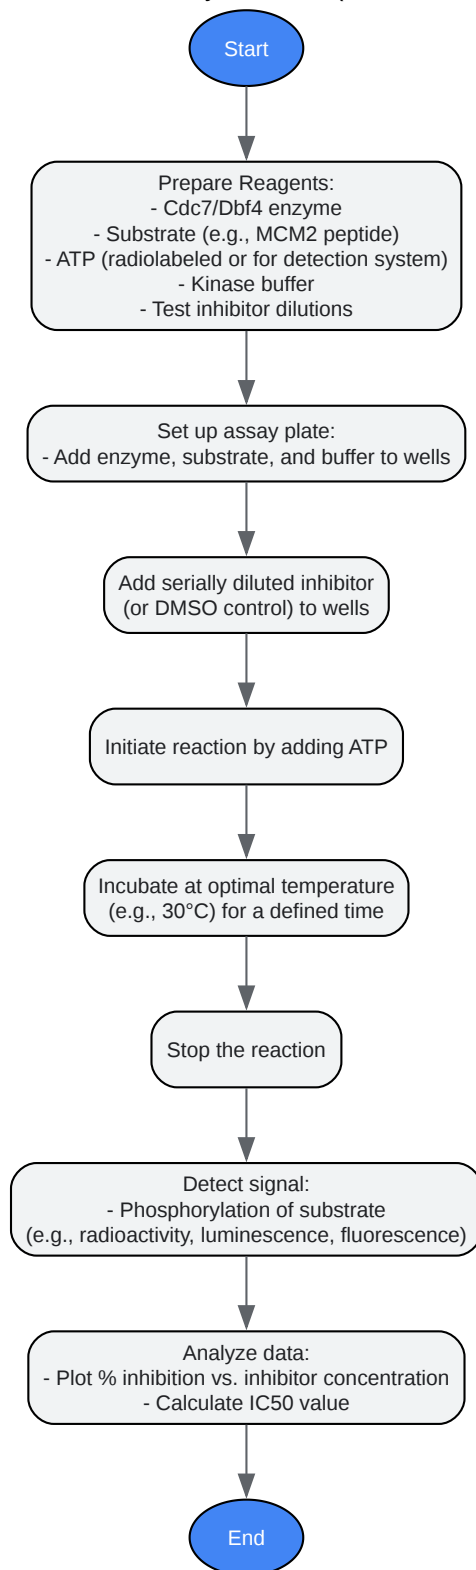 Start
Prepare Reagents:
- Cdc7/Dbf4 enzyme
- Substrate (e.g., MCM2 peptide)
- ATP (radiolabeled or for detection system)
- Kinase buffer
- Test inhibitor dilutions
Set up assay plate:
- Add enzyme, substrate, and buffer to wells
Add serially diluted inhibitor
(or DMSO control) to wells
Initiate reaction by adding ATP
Incubate at optimal temperature
(e.g., 30°C) for a defined time
Stop the reaction
Detect signal:
- Phosphorylation of substrate
(e.g., radioactivity, luminescence, fluorescence)
Analyze data:
- Plot % inhibition vs. inhibitor concentration
- Calculate IC50 value
End